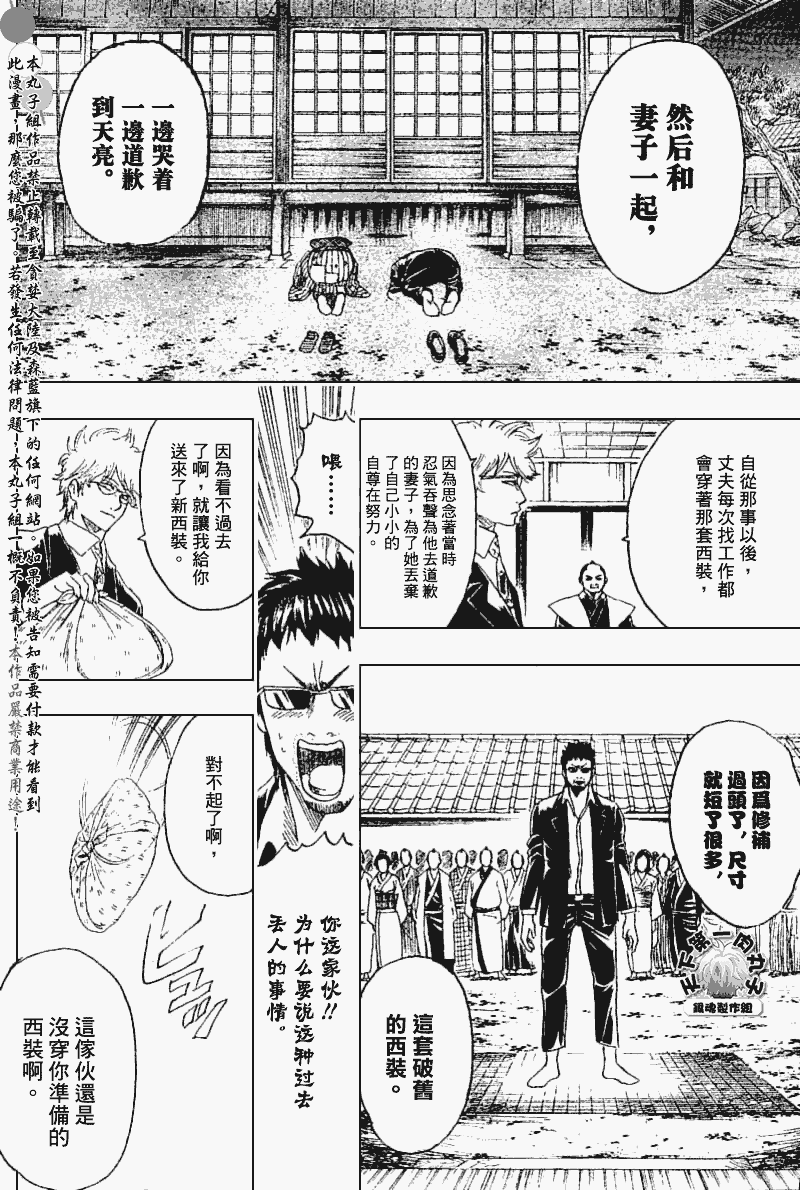 然后和
妻子一起，
一邊哭着
一邊道歉
到天亮。
自從那事以後，
丈夫每次找工作都
會穿著那套西裝，
因為思念著當時
忍氣吞聲為他去道歉
的妻子，為了她丟棄
了自己小小的
自尊在努力。
喂……
因為看不過去
了啊，就讓我給你
送來了新西裝。
因爲修補
過頭了，尺寸
就短了很多，
這套破舊
的西裝。
你这家伙!!
为什么要说这种过去
丢人的事情。
對不起了啊，
這傢伙還是
沒穿你準備的
西裝啊。
本丸子組作品禁止轉載至貪婪大陸及森藍旗下的任何網站。如果您被告知需要付款才能看到
此漫畫，那麼您被騙了。若發生任何法律問題，本丸子組一概不負責！本作品嚴禁商業用途！
銀魂製作組